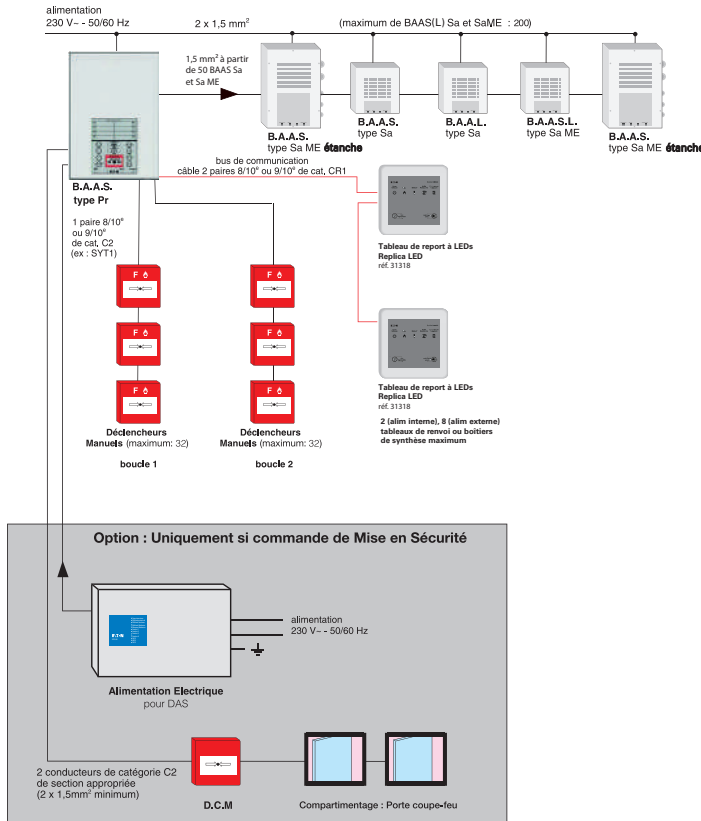 alimentation
230 V~ - 50/60 Hz
2 x 1,5 mm²
(maximum de BAAS(L) Sa et SaME : 200)
1,5 mm² à partir
de 50 BAAS Sa
et Sa ME
B.A.A.S.
type Sa ME étanche
B.A.A.S.
type Sa
B.A.A.L.
type Sa
B.A.A.S.L.
type Sa ME
B.A.A.S.
type Sa ME étanche
bus de communication
câble 2 paires 8/10° ou 9/10° de cat, CR1
B.A.A.S.
type Pr
1 paire 8/10°
ou 9/10°
de cat, C2
(ex : SYT1)
Tableau de report à LEDs
Replica LED
réf. 31318
F
F
F
F
F
F
Tableau de report à LEDs
Replica LED
réf. 31318
2 (alim interne), 8 (alim externe)
tableaux de renvoi ou boîtiers
de synthèse maximum
Déclencheurs
Manuels (maximum: 32)
boucle 1
Déclencheurs
Manuels (maximum: 32)
boucle 2
Option : Uniquement si commande de Mise en Sécurité
EATON
alimentation
230 V~ - 50/60 Hz
Alimentation Electrique
pour DAS
2 conducteurs de catégorie C2
de section appropriée
(2 x 1,5mm² minimum)
D.C.M
Compartimentage : Porte coupe-feu